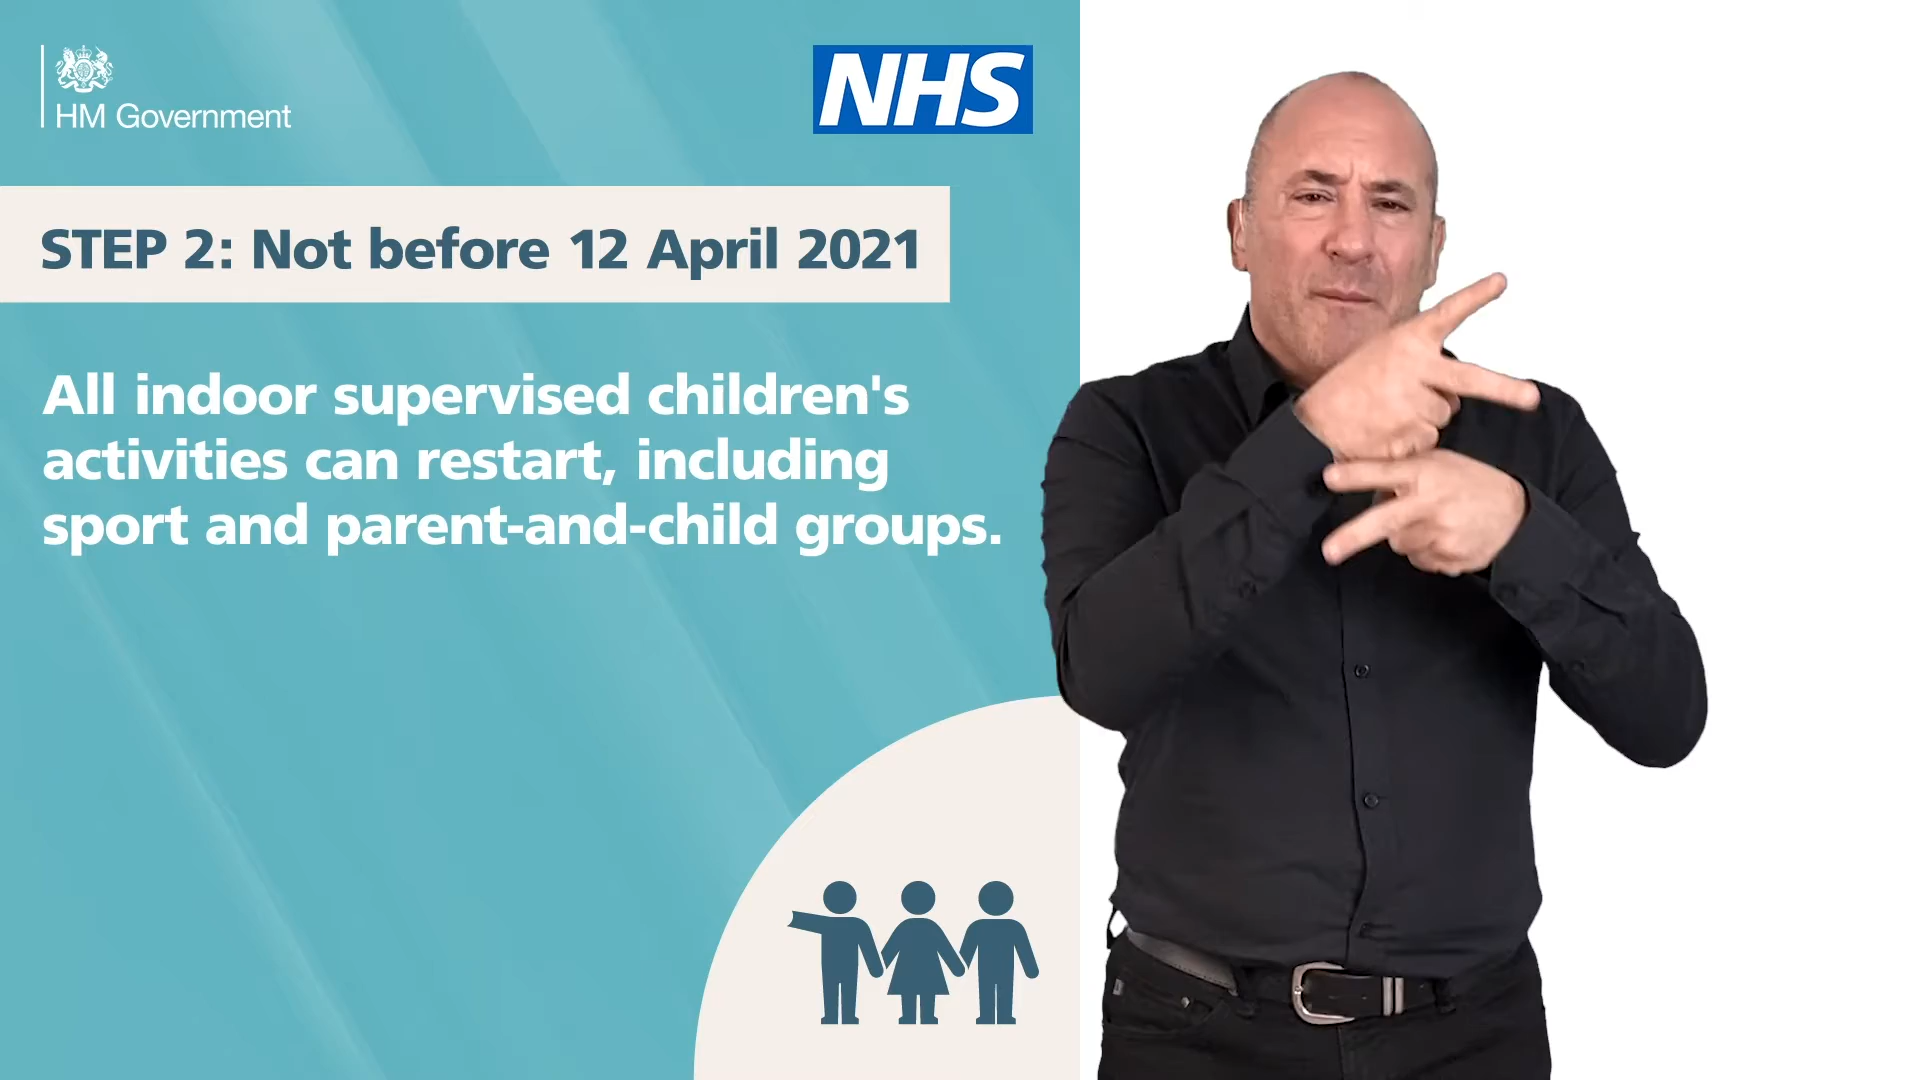 HM Government
NHS
STEP 2: Not before 12 April 2021
All indoor supervised children's
activities can restart, including
sport and parent-and-child groups.